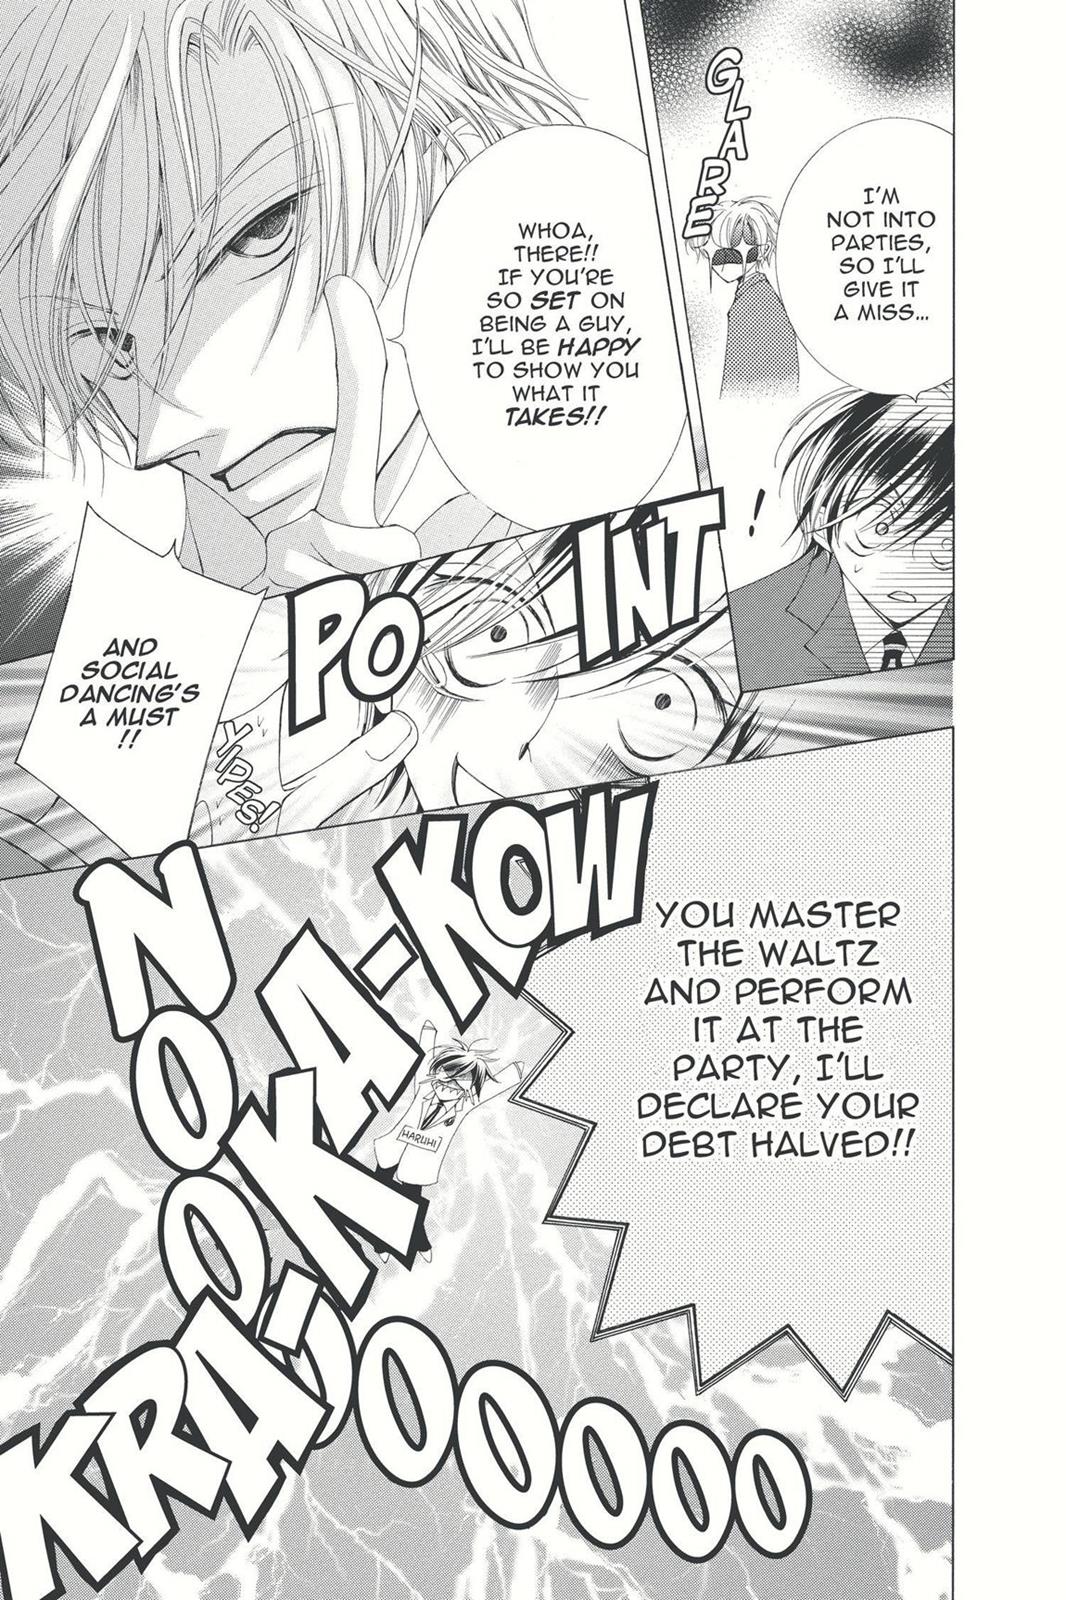 I'M
NOT INTO
PARTIES,
SO I'LL
GIVE IT
A MISS...
GLARE
!
WHOA,
THERE!!
IF YOU'RE
SO SET ON
BEING A GUY,
I'LL BE HAPPY
TO SHOW YOU
WHAT IT
TAKES!!
POINT
YIPES!
AND
SOCIAL
DANCING'S
A MUST
!!
YOU MASTER
THE WALTZ
AND PERFORM
IT AT THE
PARTY, I'LL
DECLARE YOUR
DEBT HALVED!!
KRA-KA-KOW
HARUHI
NOOOOOOOOO